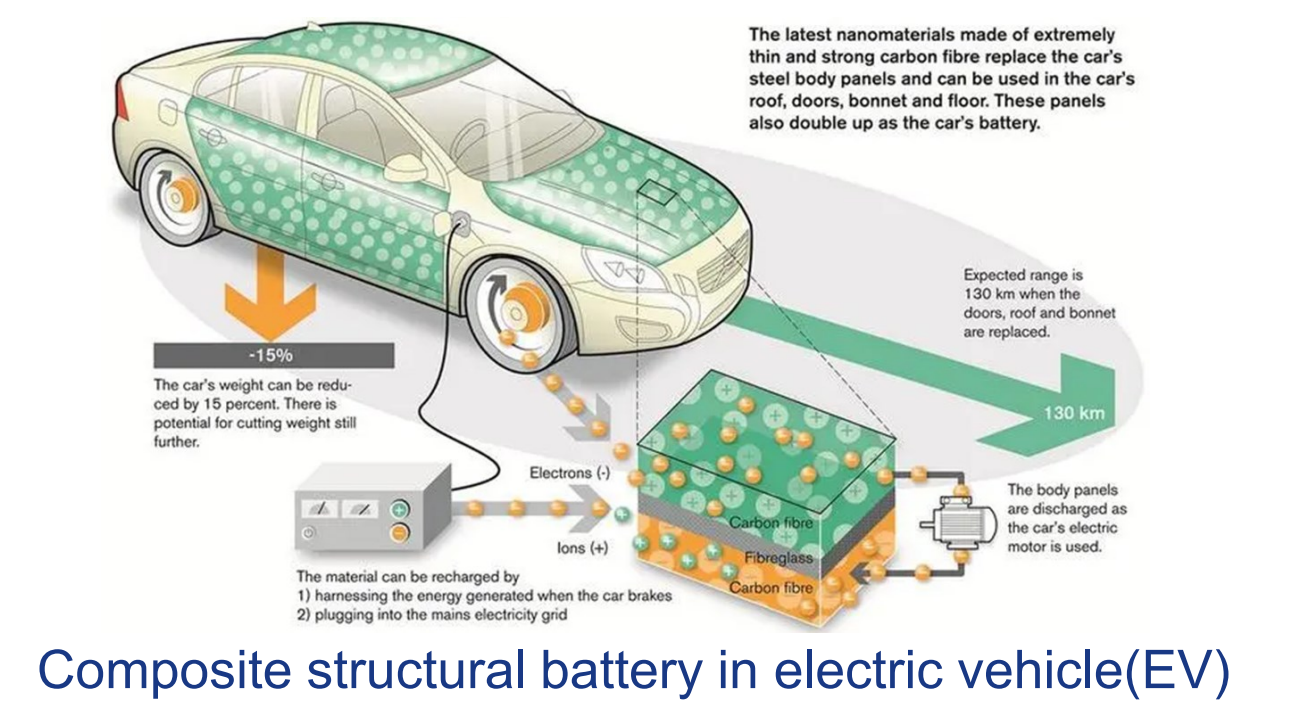 The latest nanomaterials made of extremely
thin and strong carbon fibre replace the car's
steel body panels and can be used in the car's
roof, doors, bonnet and floor. These panels
also double up as the car's battery.
Expected range is
130 km when the
doors, roof and bonnet
are replaced.
130 km
-15%
The car's weight can be redu-
ced by 15 percent. There is
potential for cutting weight still
further.
Electrons (-)
Ions (+)
Carbon fibre
Fibreglass
Carbon fibre
The body panels
are discharged as
the car's electric
motor is used.
The material can be recharged by
1) harnessing the energy generated when the car brakes
2) plugging into the mains electricity grid
Composite structural battery in electric vehicle(EV)